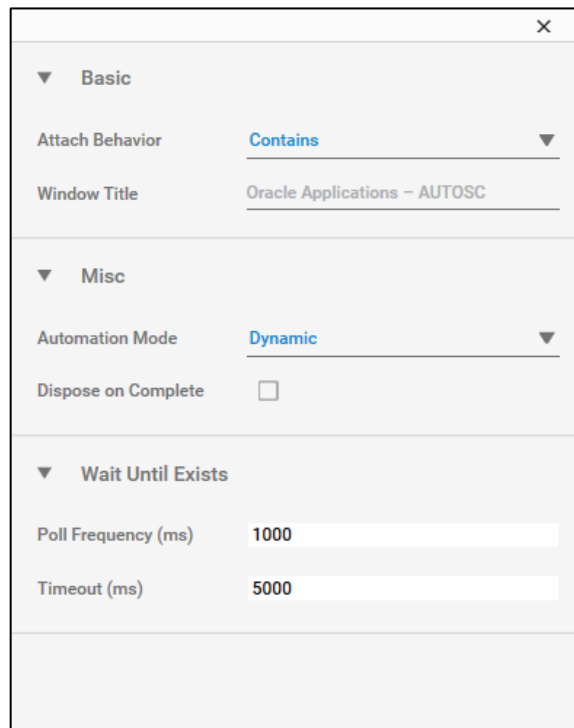 Basic
Attach Behavior Contains
Window Title Oracle Applications – AUTOSC
Misc
Automation Mode Dynamic
Dispose on Complete
Wait Until Exists
Poll Frequency (ms) 1000
Timeout (ms) 5000